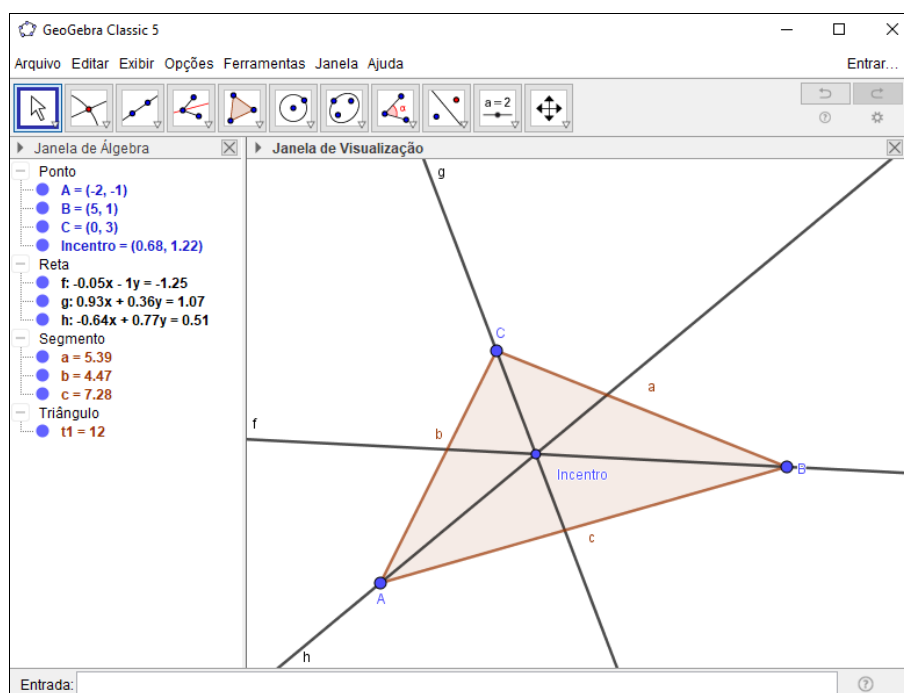 GeoGebra Classic 5
Arquivo Editar Exibir Opções Ferramentas Janela Ajuda Entrar...
α
a = 2
Janela de Álgebra
Janela de Visualização
Ponto
A = (-2, -1)
B = (5, 1)
C = (0, 3)
Incentro = (0.68, 1.22)
Reta
f: -0.05x - 1y = -1.25
g: 0.93x + 0.36y = 1.07
h: -0.64x + 0.77y = 0.51
Segmento
a = 5.39
b = 4.47
c = 7.28
Triângulo
t1 = 12
g
C
a
f
b
Incentro
B
c
A
h
Entrada: